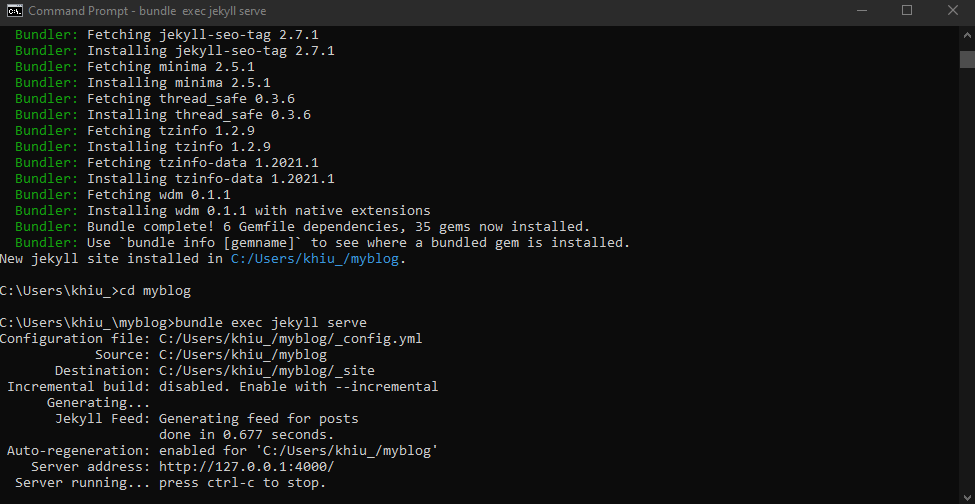 Command Prompt - bundle  exec jekyll serve
Bundler: Fetching jekyll-seo-tag 2.7.1
Bundler: Installing jekyll-seo-tag 2.7.1
Bundler: Fetching minima 2.5.1
Bundler: Installing minima 2.5.1
Bundler: Fetching thread_safe 0.3.6
Bundler: Installing thread_safe 0.3.6
Bundler: Fetching tzinfo 1.2.9
Bundler: Installing tzinfo 1.2.9
Bundler: Fetching tzinfo-data 1.2021.1
Bundler: Installing tzinfo-data 1.2021.1
Bundler: Fetching wdm 0.1.1
Bundler: Installing wdm 0.1.1 with native extensions
Bundler: Bundle complete! 6 Gemfile dependencies, 35 gems now installed.
Bundler: Use `bundle info [gemname]` to see where a bundled gem is installed.
New jekyll site installed in C:/Users/khiu_/myblog.
C:\Users\khiu_>cd myblog
C:\Users\khiu_\myblog>bundle exec jekyll serve
Configuration file: C:/Users/khiu_/myblog/_config.yml
Source: C:/Users/khiu_/myblog
Destination: C:/Users/khiu_/myblog/_site
Incremental build: disabled. Enable with --incremental
Generating...
Jekyll Feed: Generating feed for posts
done in 0.677 seconds.
Auto-regeneration: enabled for 'C:/Users/khiu_/myblog'
Server address: http://127.0.0.1:4000/
Server running... press ctrl-c to stop.